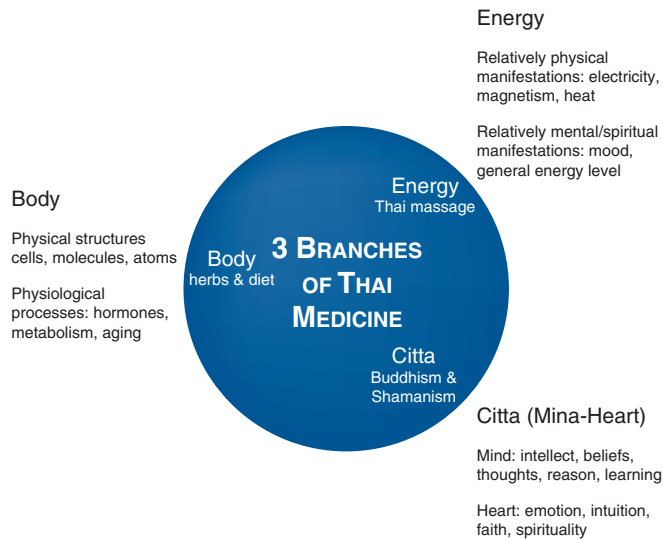 Energy
Relatively physical
manifestations: electricity,
magnetism, heat
Relatively mental/spiritual
manifestations: mood,
general energy level
Body
Physical structures
cells, molecules, atoms
Physiological
processes: hormones,
metabolism, aging
Energy
Thai massage
Body
herbs & diet
3 BRANCHES
OF THAI
MEDICINE
Citta
Buddhism &
Shamanism
Citta (Mina-Heart)
Mind: intellect, beliefs,
thoughts, reason, learning
Heart: emotion, intuition,
faith, spirituality